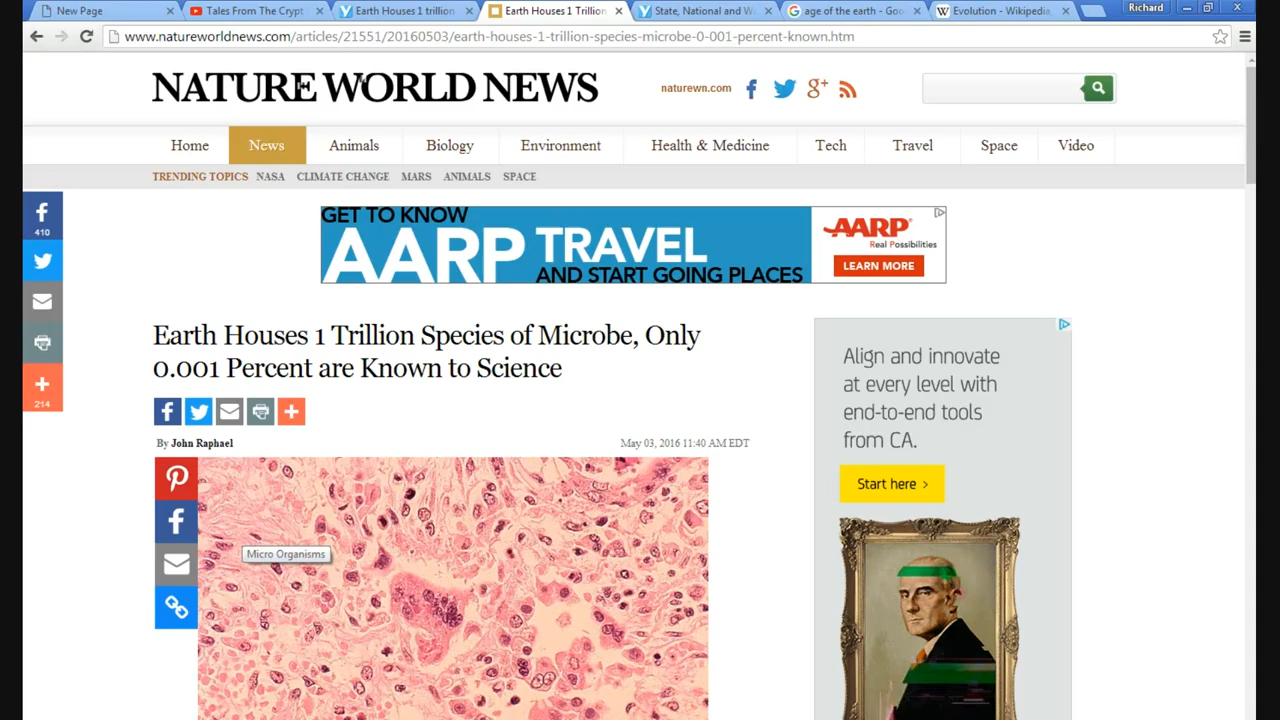 New Page
Tales From The Crypt
Earth Houses 1 trillion
Earth Houses 1 Trillion
State, National and W
age of the earth - Goo
Evolution - Wikipedia,
Richard
www.natureworldnews.com/articles/21551/20160503/earth-houses-1-trillion-species-microbe-0-001-percent-known.htm
NATURE WORLD NEWS
naturewn.com
Home
News
Animals
Biology
Environment
Health & Medicine
Tech
Travel
Space
Video
TRENDING TOPICS NASA CLIMATE CHANGE MARS ANIMALS SPACE
410
214
GET TO KNOW
AARP TRAVEL
AND START GOING PLACES
AARP
Real Possibilities
LEARN MORE
Earth Houses 1 Trillion Species of Microbe, Only
0.001 Percent are Known to Science
By John Raphael
May 03, 2016 11:40 AM EDT
Micro Organisms
Align and innovate
at every level with
end-to-end tools
from CA.
Start here >